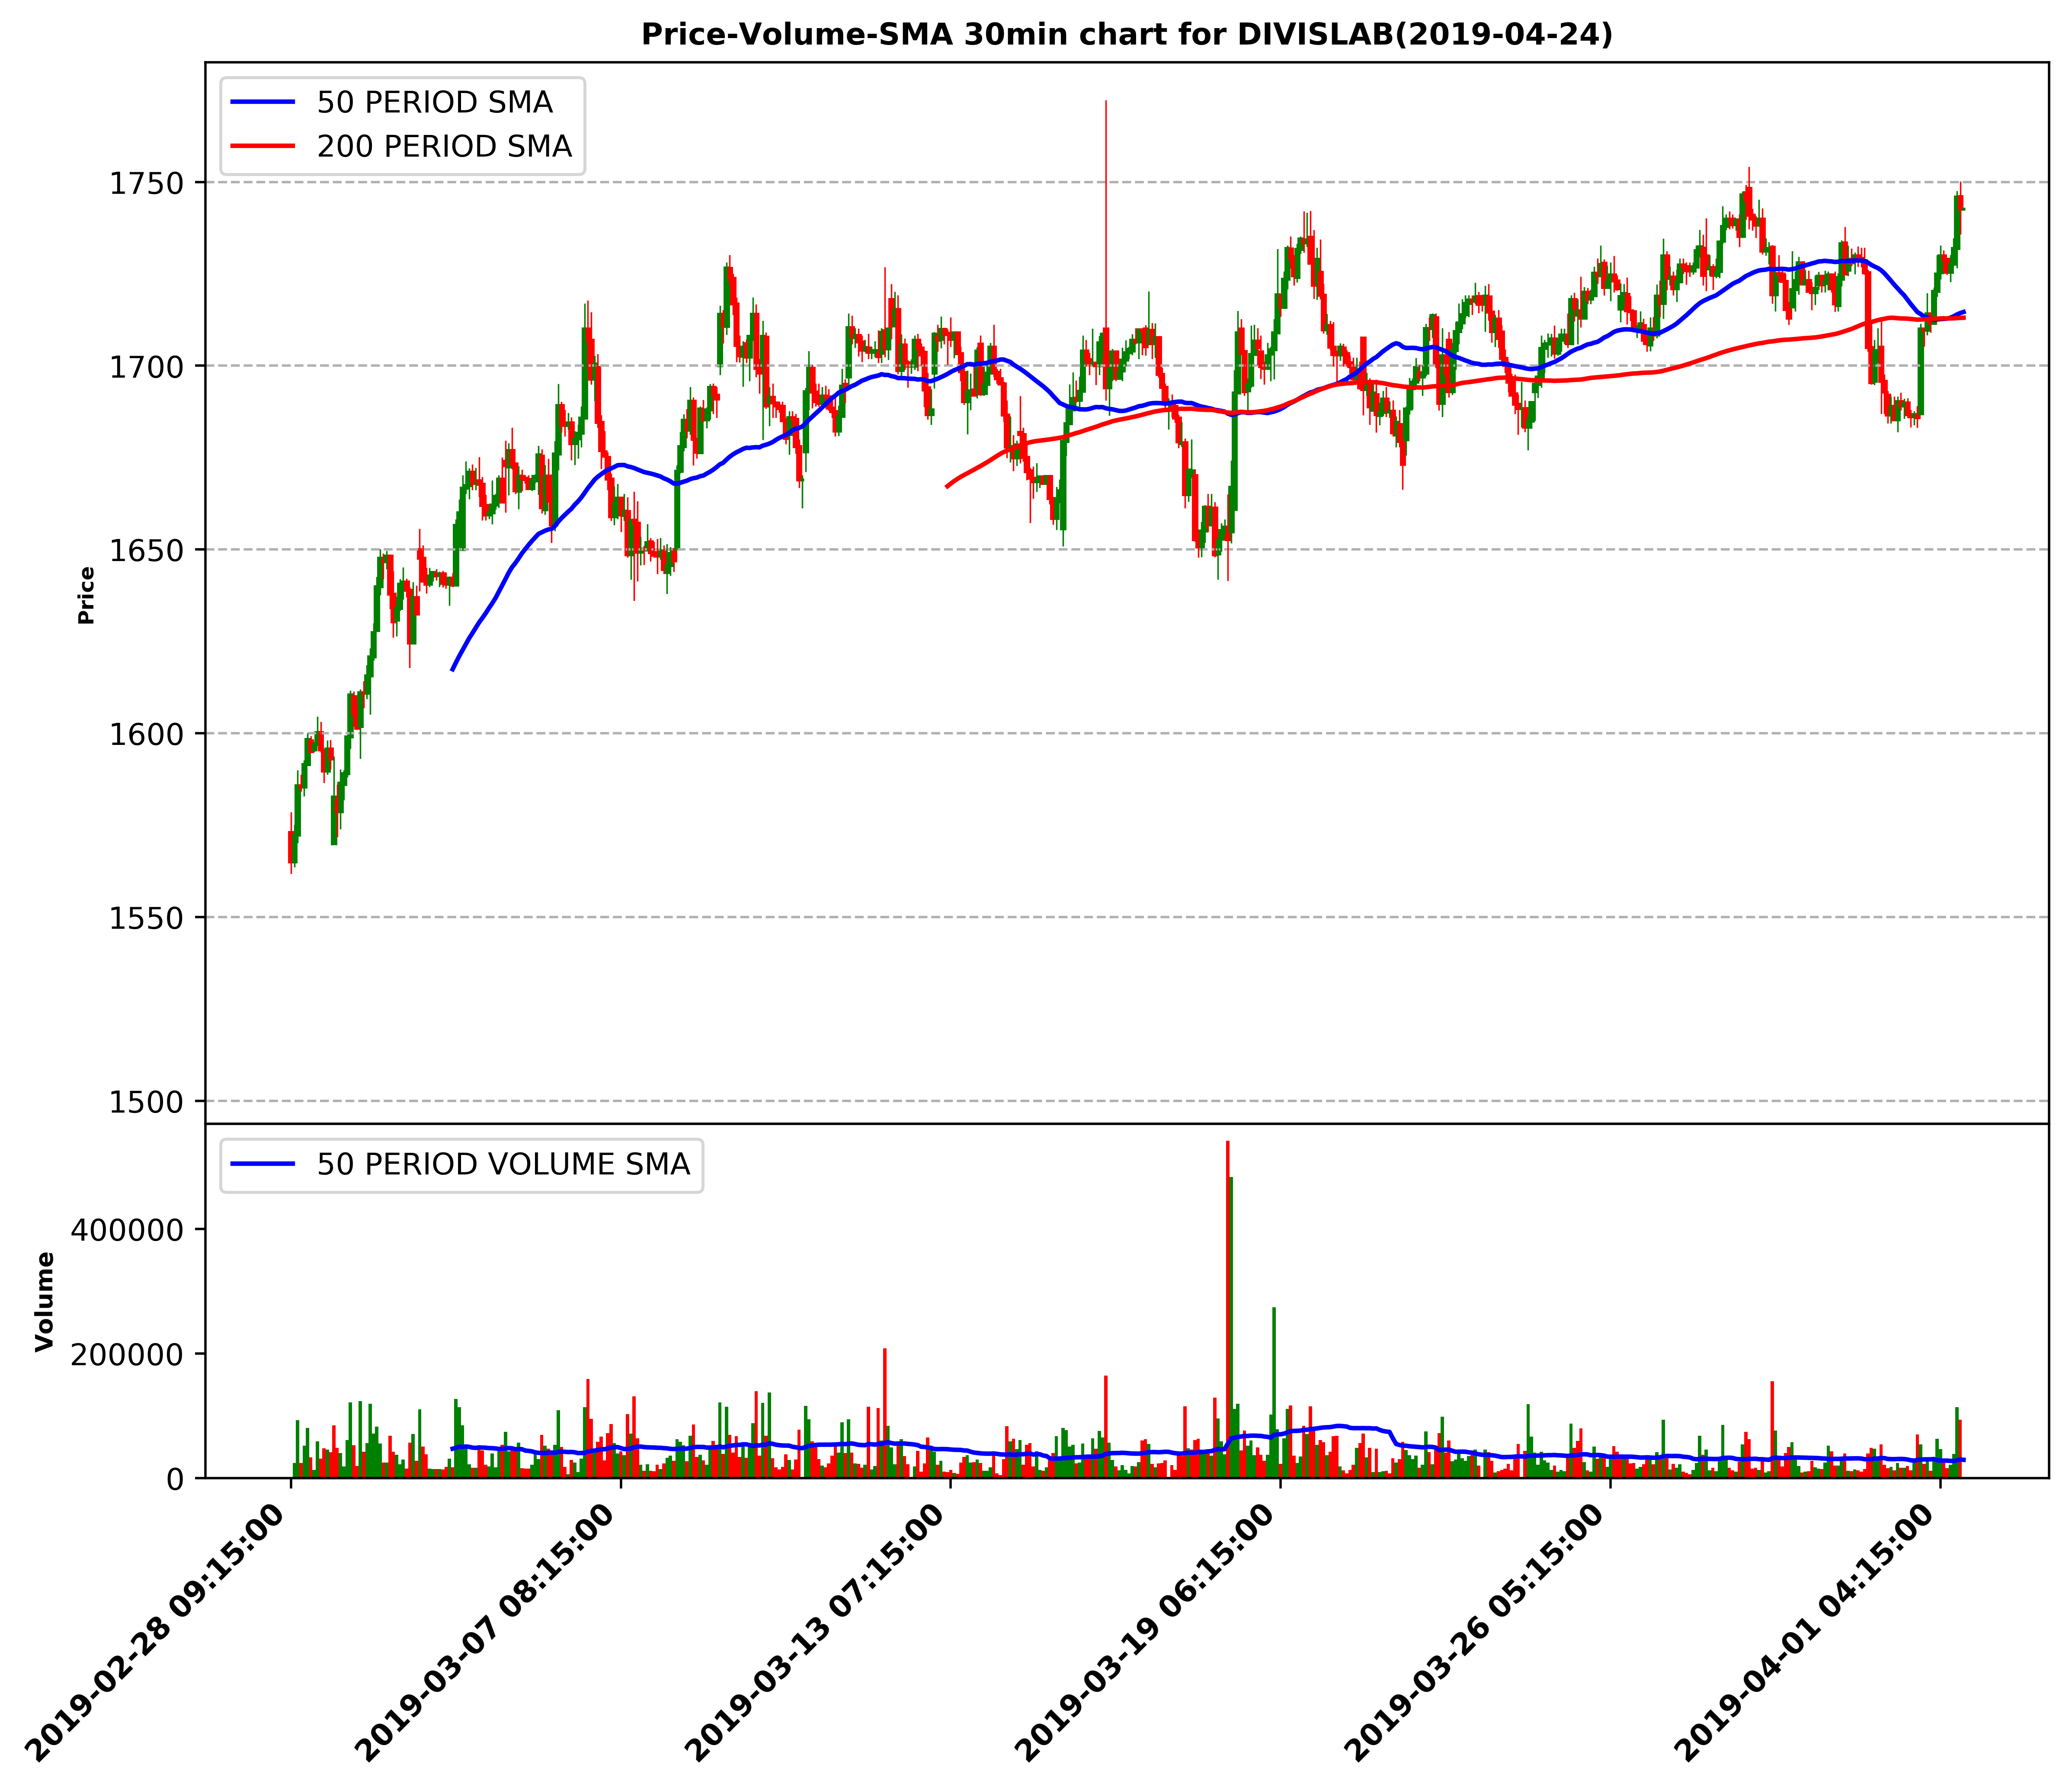 Price-Volume-SMA 30min chart for DIVISLAB(2019-04-24)
50 PERIOD SMA
200 PERIOD SMA
1750
1700
1650
1600
1550
1500
Price
50 PERIOD VOLUME SMA
400000
200000
0
Volume
2019-02-28 09:15:00
2019-03-07 08:15:00
2019-03-13 07:15:00
2019-03-19 06:15:00
2019-03-26 05:15:00
2019-04-01 04:15:00